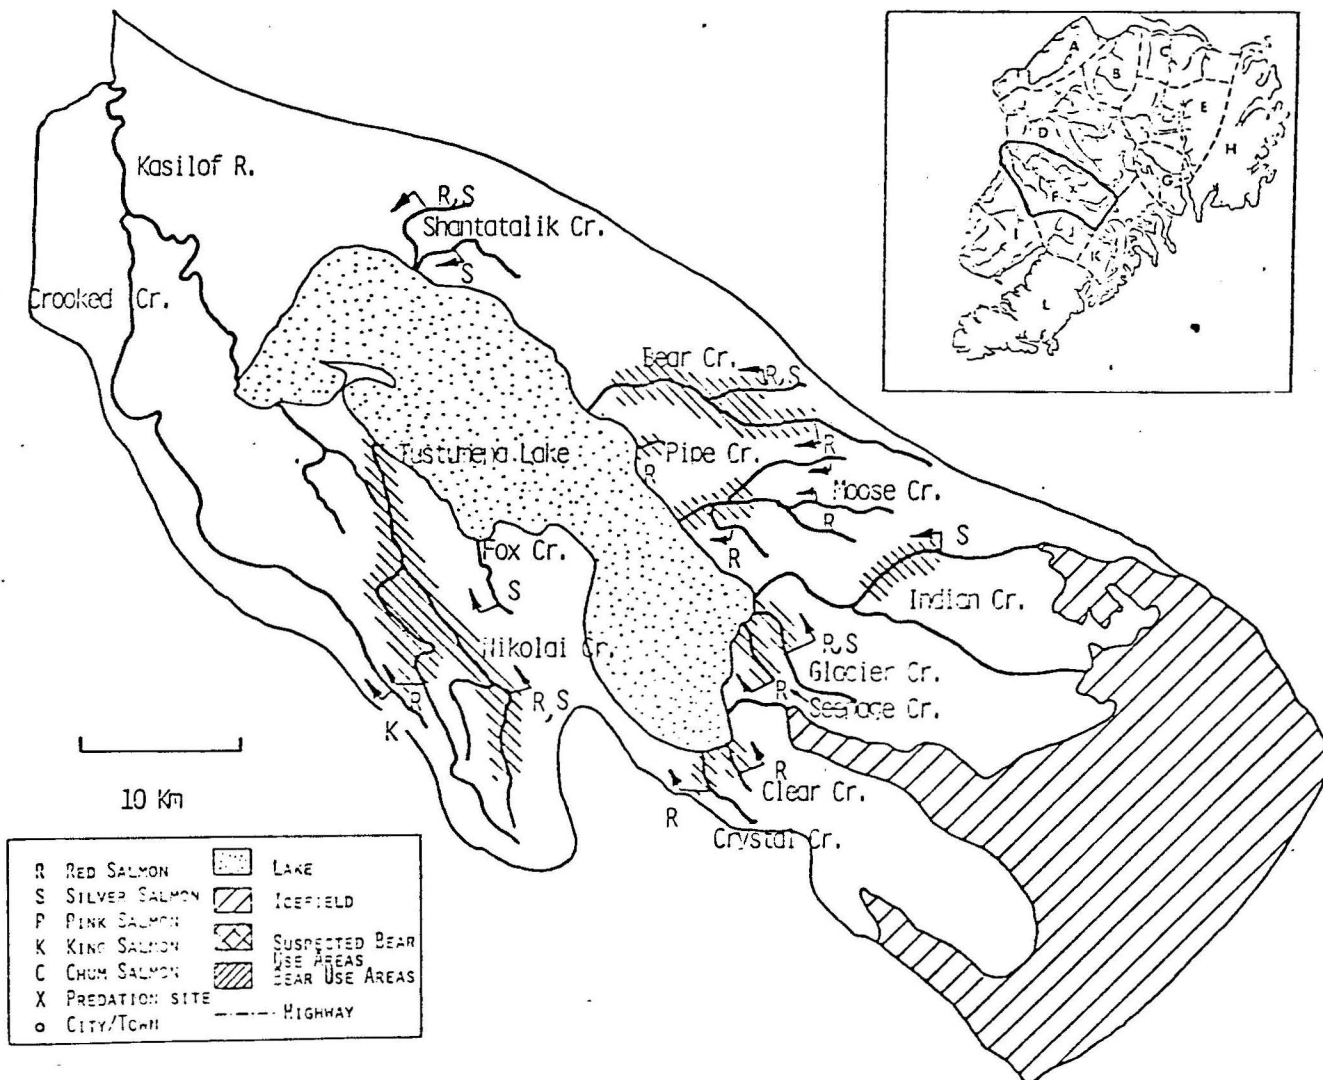 Kasilof R.
R,S
Shantatalik Cr.
S
Crooked Cr.
Bear Cr.
R,S
Tustumena Lake
R
Pipe Cr.
R
Moose Cr.
R
R
S
Fox Cr.
S
Indian Cr.
Nikolai Cr.
R,S
Glacier Cr.
R
R
R,S
Seepage Cr.
K
R
Clear Cr.
R
Crystal Cr.
10 Km
A
B
C
D
E
F
G
H
I
J
K
L
R RED SALMON
S SILVER SALMON
P PINK SALMON
K KING SALMON
C CHUM SALMON
X PREDATION SITE
o CITY/TOWN
LAKE
ICEFIELD
SUSPECTED BEAR
USE AREAS
BEAR USE AREAS
HIGHWAY